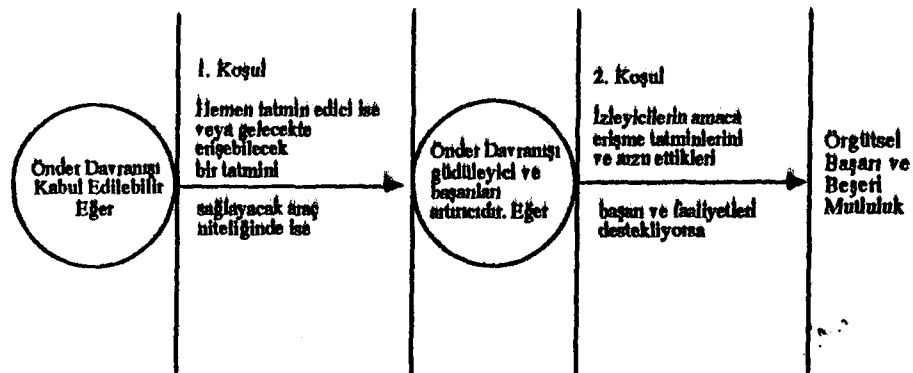 Önder Davranışı
Kabul Edilebilir
Eğer
1. Koşul
Hemen tatmin edici ise
veya gelecekte
erişebilecek
bir tatmini
sağlayacak araç
niteliğinde ise
Önder Davranışı
güdüleyici ve
başarıları
artırıcıdır. Eğer
2. Koşul
İzleyicilerin amaca
erişme tatminlerini
ve arzu ettikleri
başarı ve faaliyetleri
destekliyorsa
Örgütsel
Başarı ve
Beşeri
Mutluluk